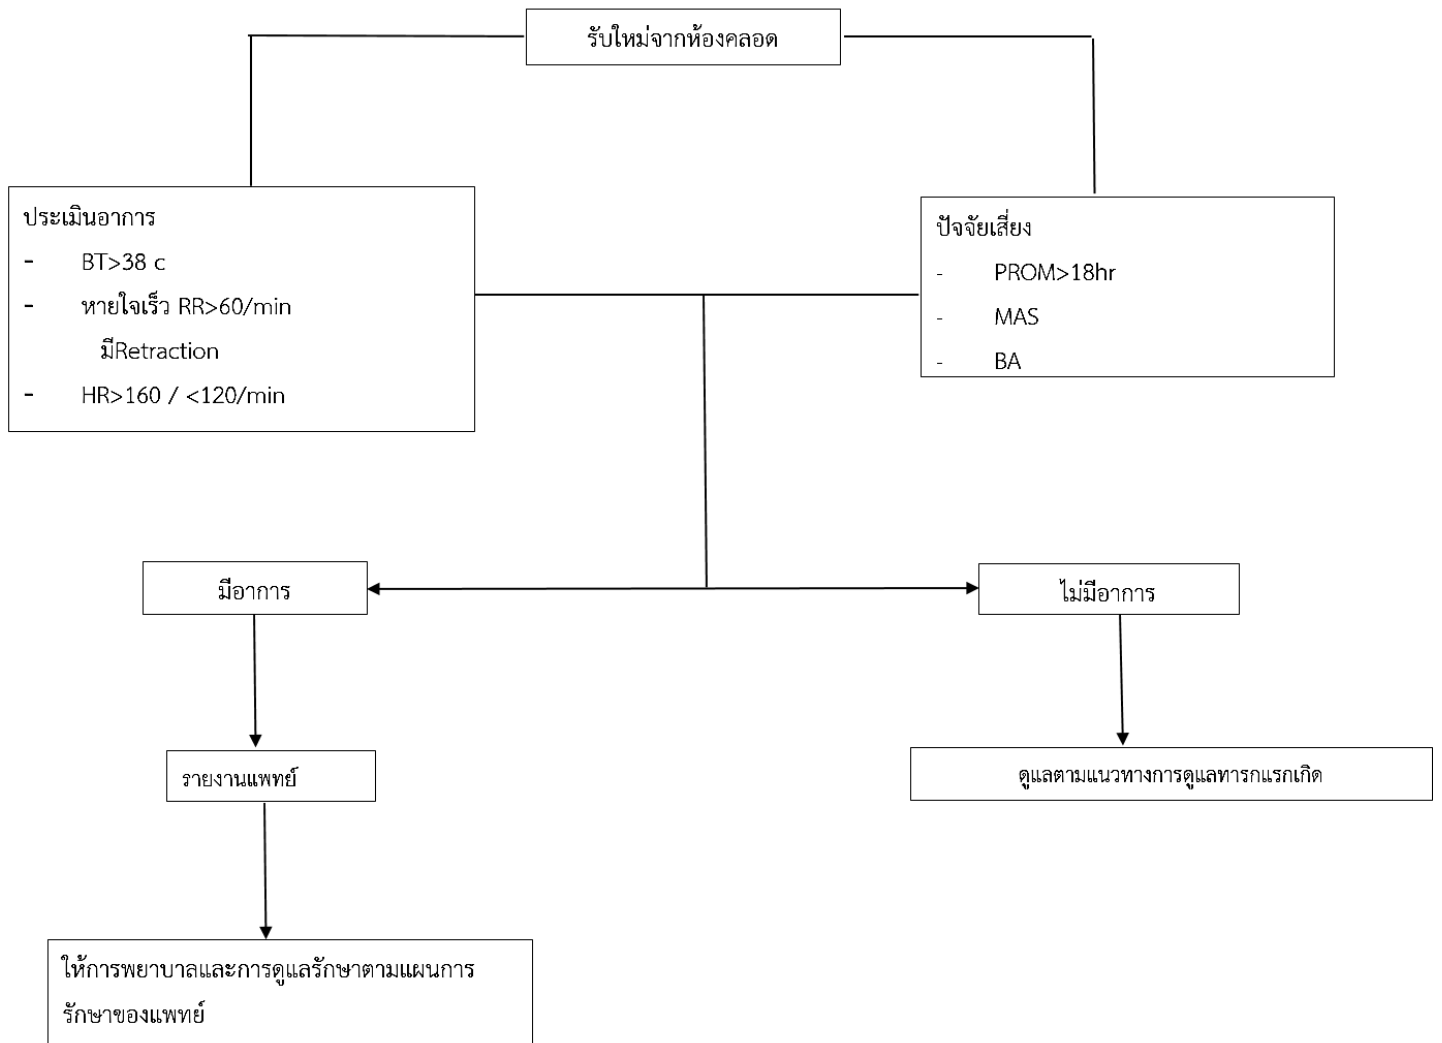 รับใหม่จากห้องคลอด
ประเมินอาการ
- BT>38 c
- หายใจเร็ว RR>60/min
มีRetraction
- HR>160 / <120/min
ปัจจัยเสี่ยง
- PROM>18hr
- MAS
- BA
มีอาการ
ไม่มีอาการ
รายงานแพทย์
ดูแลตามแนวทางการดูแลทารกแรกเกิด
ให้การพยาบาลและการดูแลรักษาตามแผนการ
รักษาของแพทย์